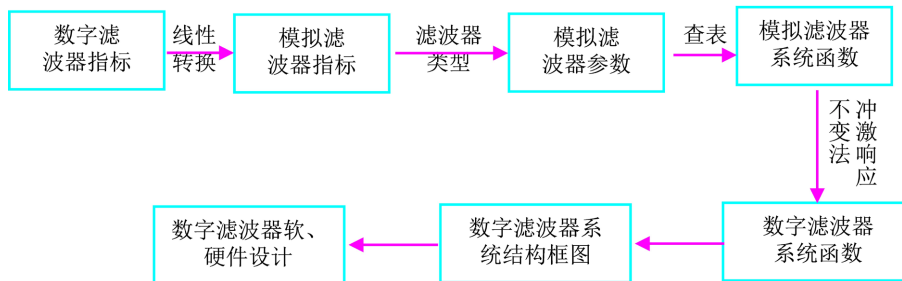 数字滤
波器指标
线性
转换
模拟滤
波器指标
滤波器
类型
模拟滤
波器参数
查表
模拟滤波器
系统函数
冲激响应
不变法
数字滤波器
系统函数
数字滤波器系
统结构框图
数字滤波器软、
硬件设计